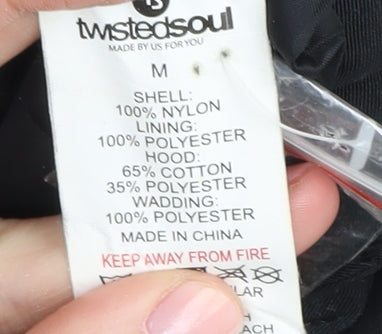 TS
twistedsoul
MADE BY US FOR YOU
M
SHELL:
100% NYLON
LINING:
100% POLYESTER
HOOD:
65% COTTON
35% POLYESTER
WADDING:
100% POLYESTER
MADE IN CHINA
KEEP AWAY FROM FIRE